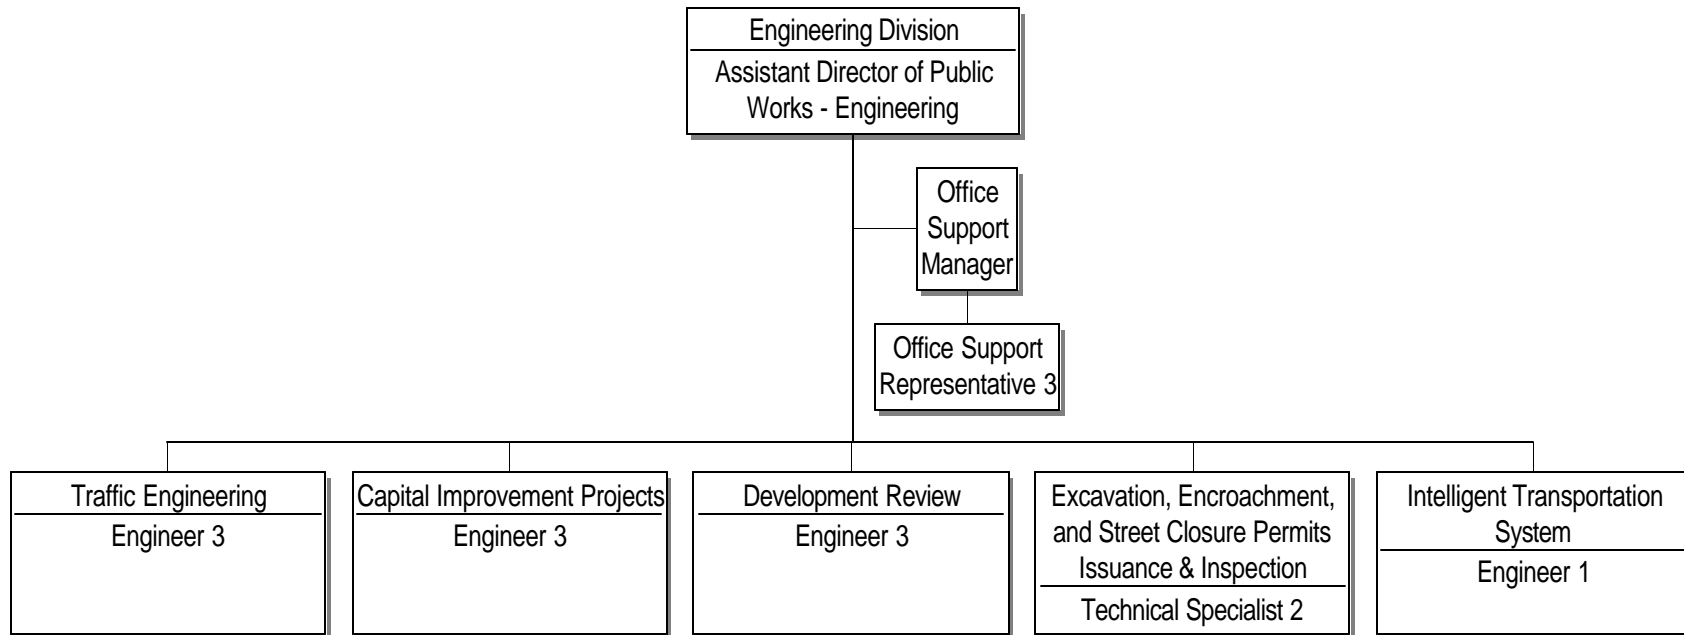 Engineering Division
Assistant Director of Public
Works - Engineering
Office
Support
Manager
Office Support
Representative 3
Traffic Engineering
Engineer 3
Capital Improvement Projects
Engineer 3
Development Review
Engineer 3
Excavation, Encroachment,
and Street Closure Permits
Issuance & Inspection
Technical Specialist 2
Intelligent Transportation
System
Engineer 1